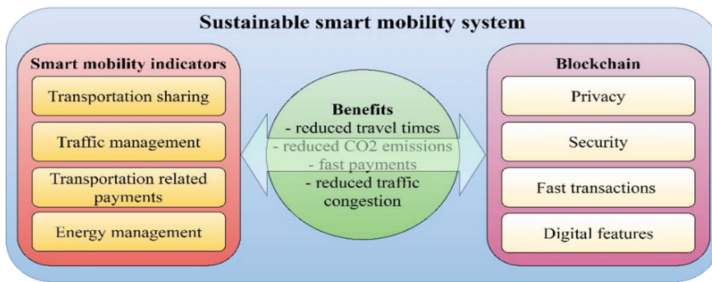 Sustainable smart mobility system
Smart mobility indicators
Transportation sharing
Traffic management
Transportation related
payments
Energy management
Benefits
- reduced travel times
- reduced CO2 emissions
- fast payments
- reduced traffic
congestion
Blockchain
Privacy
Security
Fast transactions
Digital features